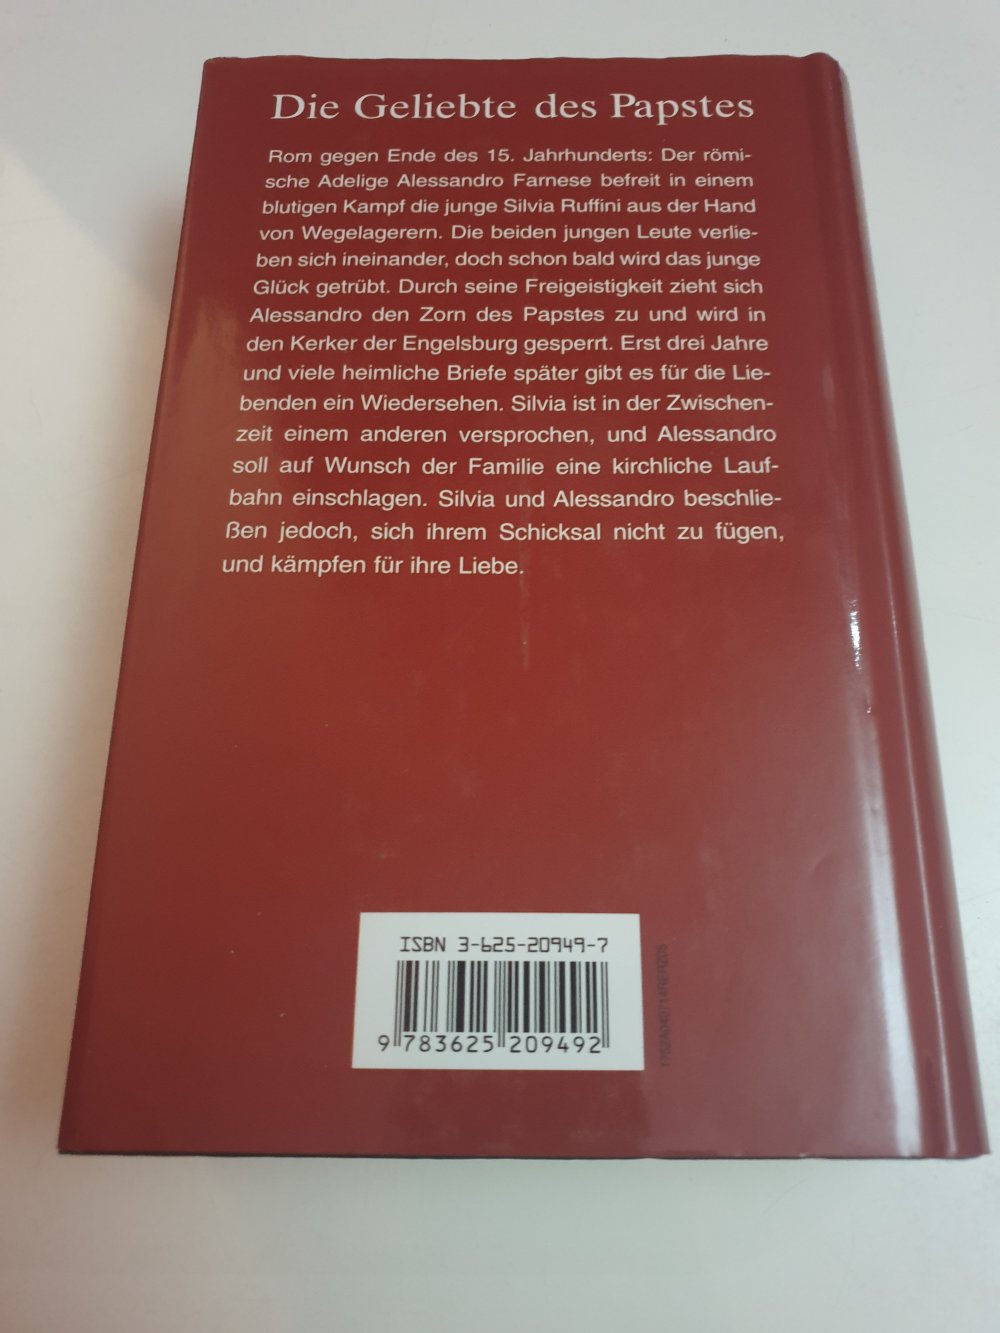 Die Geliebte des Papstes
Rom gegen Ende des 15. Jahrhunderts: Der römi-
sche Adelige Alessandro Farnese befreit in einem
blutigen Kampf die junge Silvia Ruffini aus der Hand
von Wegelagerern. Die beiden jungen Leute verlie-
ben sich ineinander, doch schon bald wird das junge
Glück getrübt. Durch seine Freigeistigkeit zieht sich
Alessandro den Zorn des Papstes zu und wird in
den Kerker der Engelsburg gesperrt. Erst drei Jahre
und viele heimliche Briefe später gibt es für die Lie-
benden ein Wiedersehen. Silvia ist in der Zwischen-
zeit einem anderen versprochen, und Alessandro
soll auf Wunsch der Familie eine kirchliche Lauf-
bahn einschlagen. Silvia und Alessandro beschlie-
ßen jedoch, sich ihrem Schicksal nicht zu fügen,
und kämpfen für ihre Liebe.
ISBN 3-625-20949-7
9 783625 209492